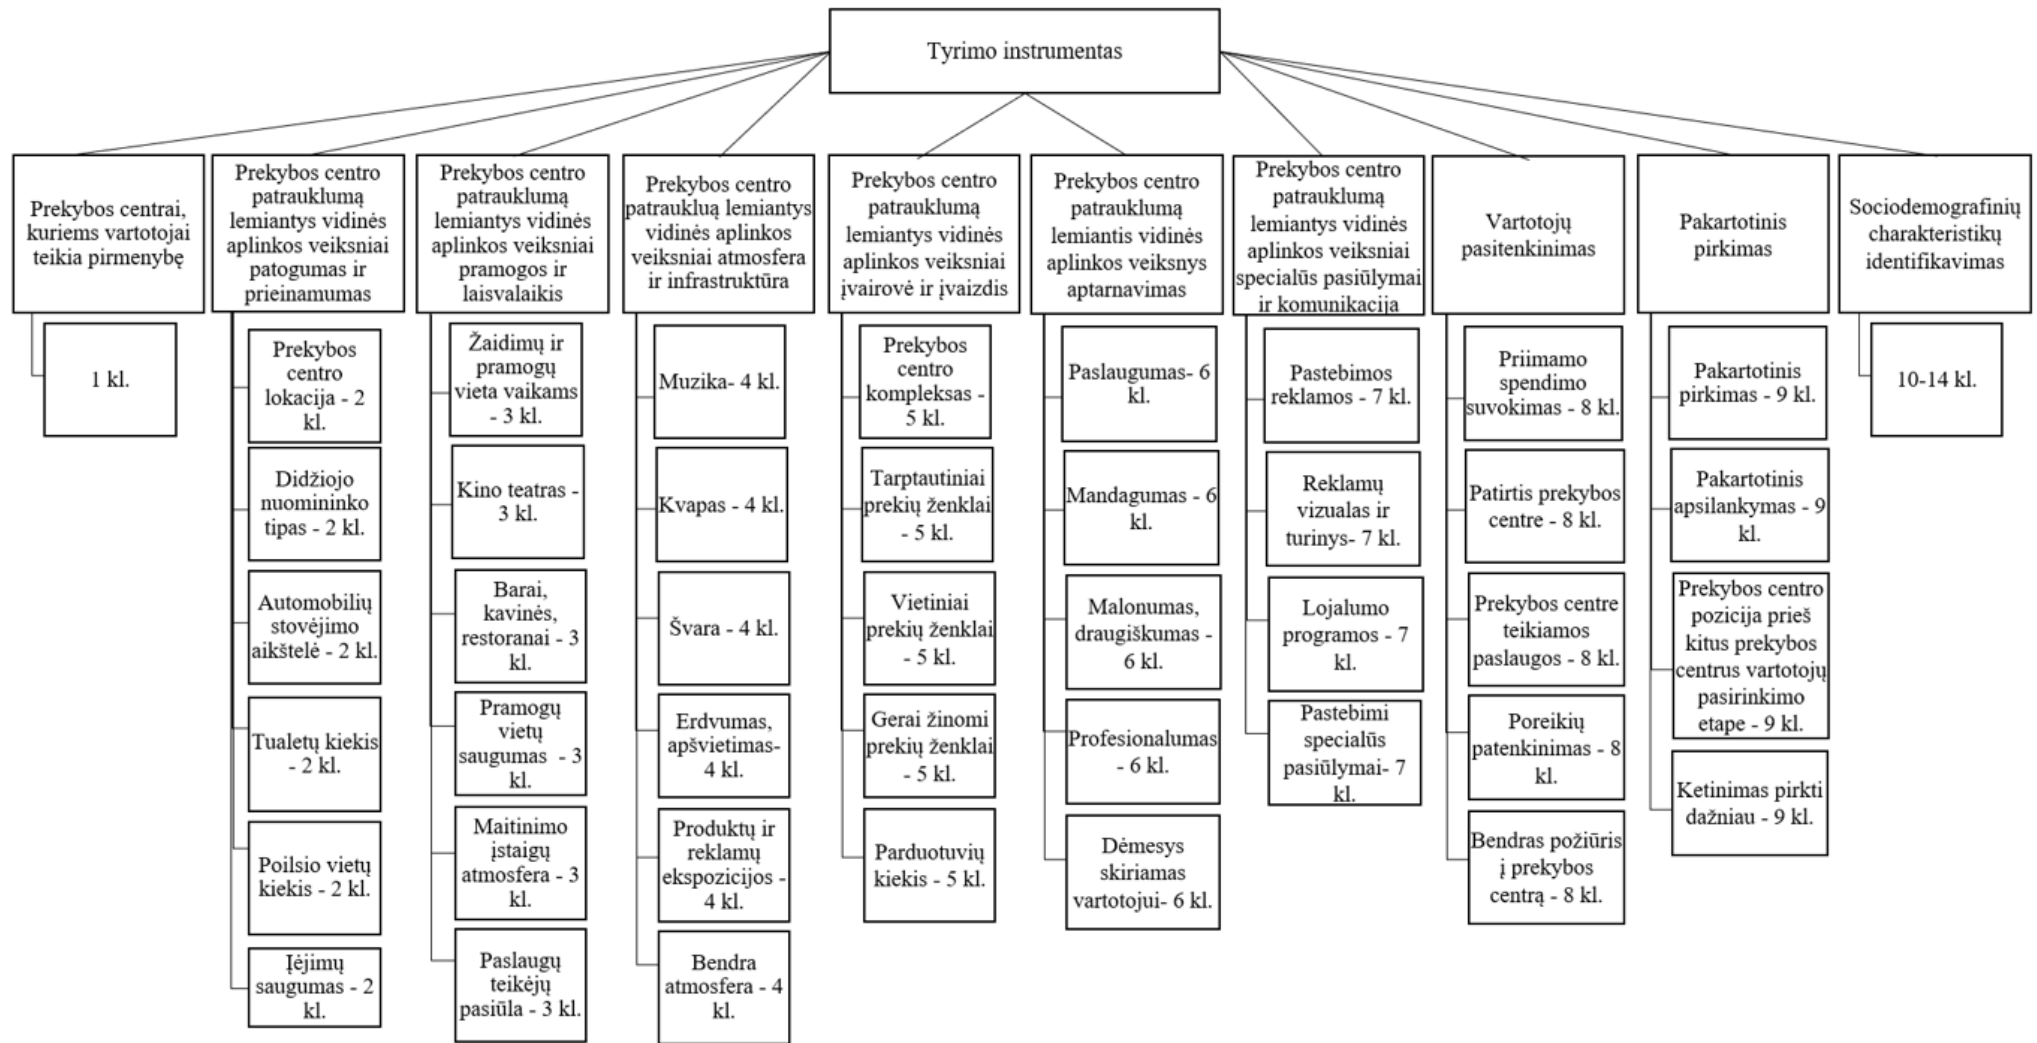 Tyrimo instrumentas
Prekybos centrai,
kuriems vartotojai
teikia pirmenybę
1 kl.
Prekybos centro
patrauklumą
lemiantys vidinės
aplinkos veiksniai
patogumas ir
prieinamumas
Prekybos
centro
lokacija - 2
kl.
Didžiojo
nuomininko
tipas - 2 kl.
Automobilių
stovėjimo
aikštelė - 2 kl.
Tualetų kiekis
- 2 kl.
Poilsio vietų
kiekis - 2 kl.
Įėjimų
saugumas - 2
kl.
Prekybos centro
patrauklumą
lemiantys vidinės
aplinkos veiksniai
pramogos ir
laisvalaikis
Žaidimų ir
pramogų
vieta vaikams
- 3 kl.
Kino teatras -
3 kl.
Barai,
kavinės,
restoranai - 3
kl.
Pramogų
vietų
saugumas - 3
kl.
Maitinimo
įstaigų
atmosfera - 3
kl.
Paslaugų
teikėjų
pasiūla - 3 kl.
Prekybos centro
patraukluą lemiantys
vidinės aplinkos
veiksniai atmosfera
ir infrastruktūra
Muzika- 4 kl.
Kvapas - 4 kl.
Švara - 4 kl.
Erdvumas,
apšvietimas-
4 kl.
Produktų ir
reklamų
ekspozicijos -
4 kl.
Bendra
atmosfera - 4
kl.
Prekybos centro
patrauklumą
lemiantys vidinės
aplinkos veiksniai
įvairovė ir įvaizdis
Prekybos
centro
kompleksas -
5 kl.
Tarptautiniai
prekių ženklai
- 5 kl.
Vietiniai
prekių ženklai
- 5 kl.
Gerai žinomi
prekių ženklai
- 5 kl.
Parduotuvių
kiekis - 5 kl.
Prekybos centro
patrauklumą
lemiantis vidinės
aplinkos veiksnys
aptarnavimas
Paslaugumas- 6
kl.
Mandagumas - 6
kl.
Malonumas,
draugiškumas -
6 kl.
Profesionalumas
- 6 kl.
Dėmesys
skiriamas
vartotojui- 6 kl.
Prekybos centro
patrauklumą
lemiantys vidinės
aplinkos veiksniai
specialūs pasiūlymai
ir komunikacija
Pastebimos
reklamos - 7 kl.
Reklamų
vizualas ir
turinys- 7 kl.
Lojalumo
programos - 7
kl.
Pastebimi
specialūs
pasiūlymai- 7
kl.
Vartotojų
pasitenkinimas
Priimamo
spendimo
suvokimas - 8 kl.
Patirtis prekybos
centre - 8 kl.
Prekybos centre
teikiamos
paslaugos - 8 kl.
Poreikių
patenkinimas - 8
kl.
Bendras požiūris
į prekybos
centrą - 8 kl.
Pakartotinis
pirkimas
Pakartotinis
pirkimas - 9 kl.
Pakartotinis
apsilankymas - 9
kl.
Prekybos centro
pozicija prieš
kitus prekybos
centrus vartotojų
pasirinkimo
etape - 9 kl.
Ketinimas pirkti
dažniau - 9 kl.
Sociodemografinių
charakteristikų
identifikavimas
10-14 kl.